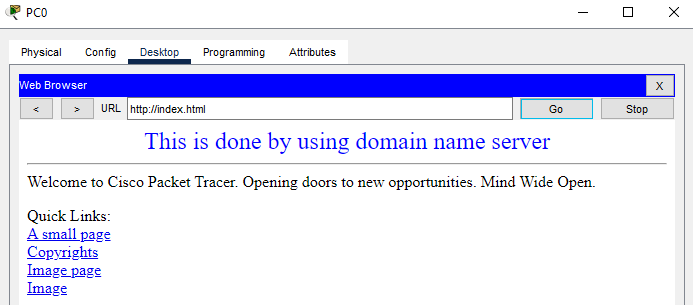 PC0
Physical Config Desktop Programming Attributes
Web Browser X
< > URL http://index.html Go Stop
This is done by using domain name server
Welcome to Cisco Packet Tracer. Opening doors to new opportunities. Mind Wide Open.
Quick Links:
A small page
Copyrights
Image page
Image